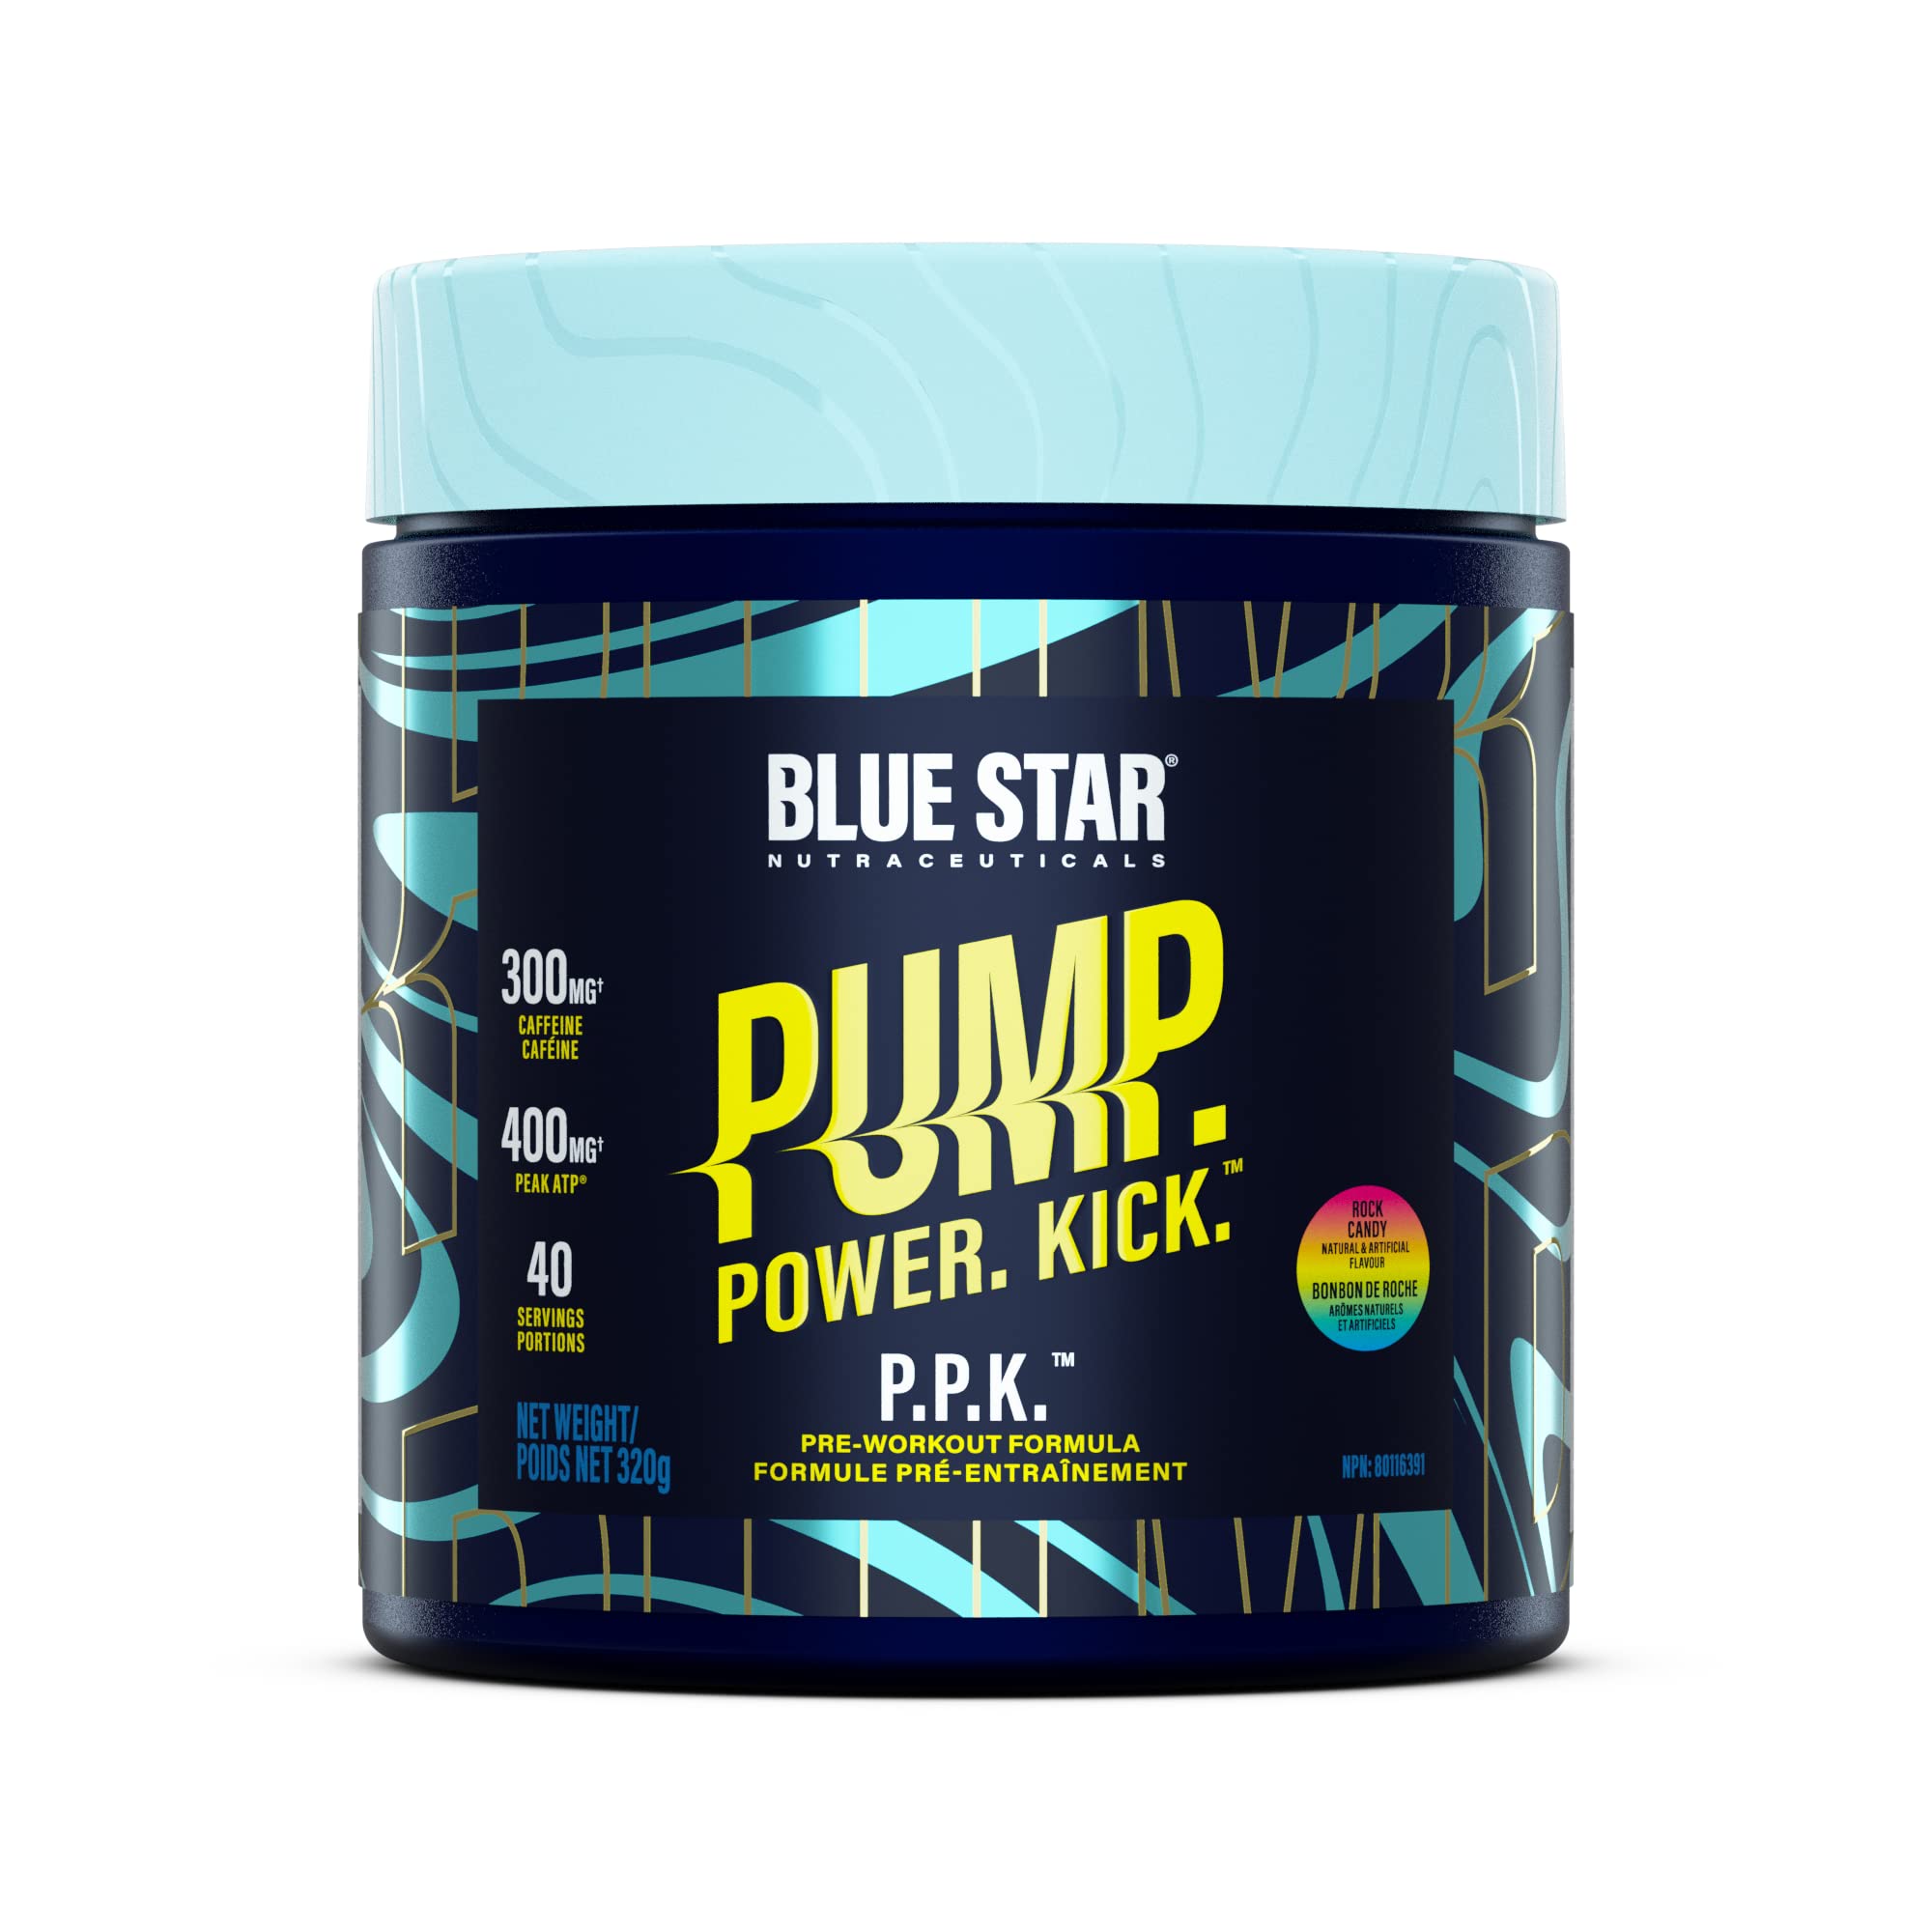 BLUE STAR®
NUTRACEUTICALS
300MG†
CAFFEINE
CAFÉINE
400MG†
PEAK ATP®
40
SERVINGS
PORTIONS
NET WEIGHT/
POIDS NET 320g
PUMP.
POWER. KICK.™
P.P.K.™
PRE-WORKOUT FORMULA
FORMULE PRÉ-ENTRAÎNEMENT
ROCK
CANDY
NATURAL & ARTIFICIAL
FLAVOUR
BONBON DE ROCHE
ARÔMES NATURELS
ET ARTIFICIELS
NPN: 80116391